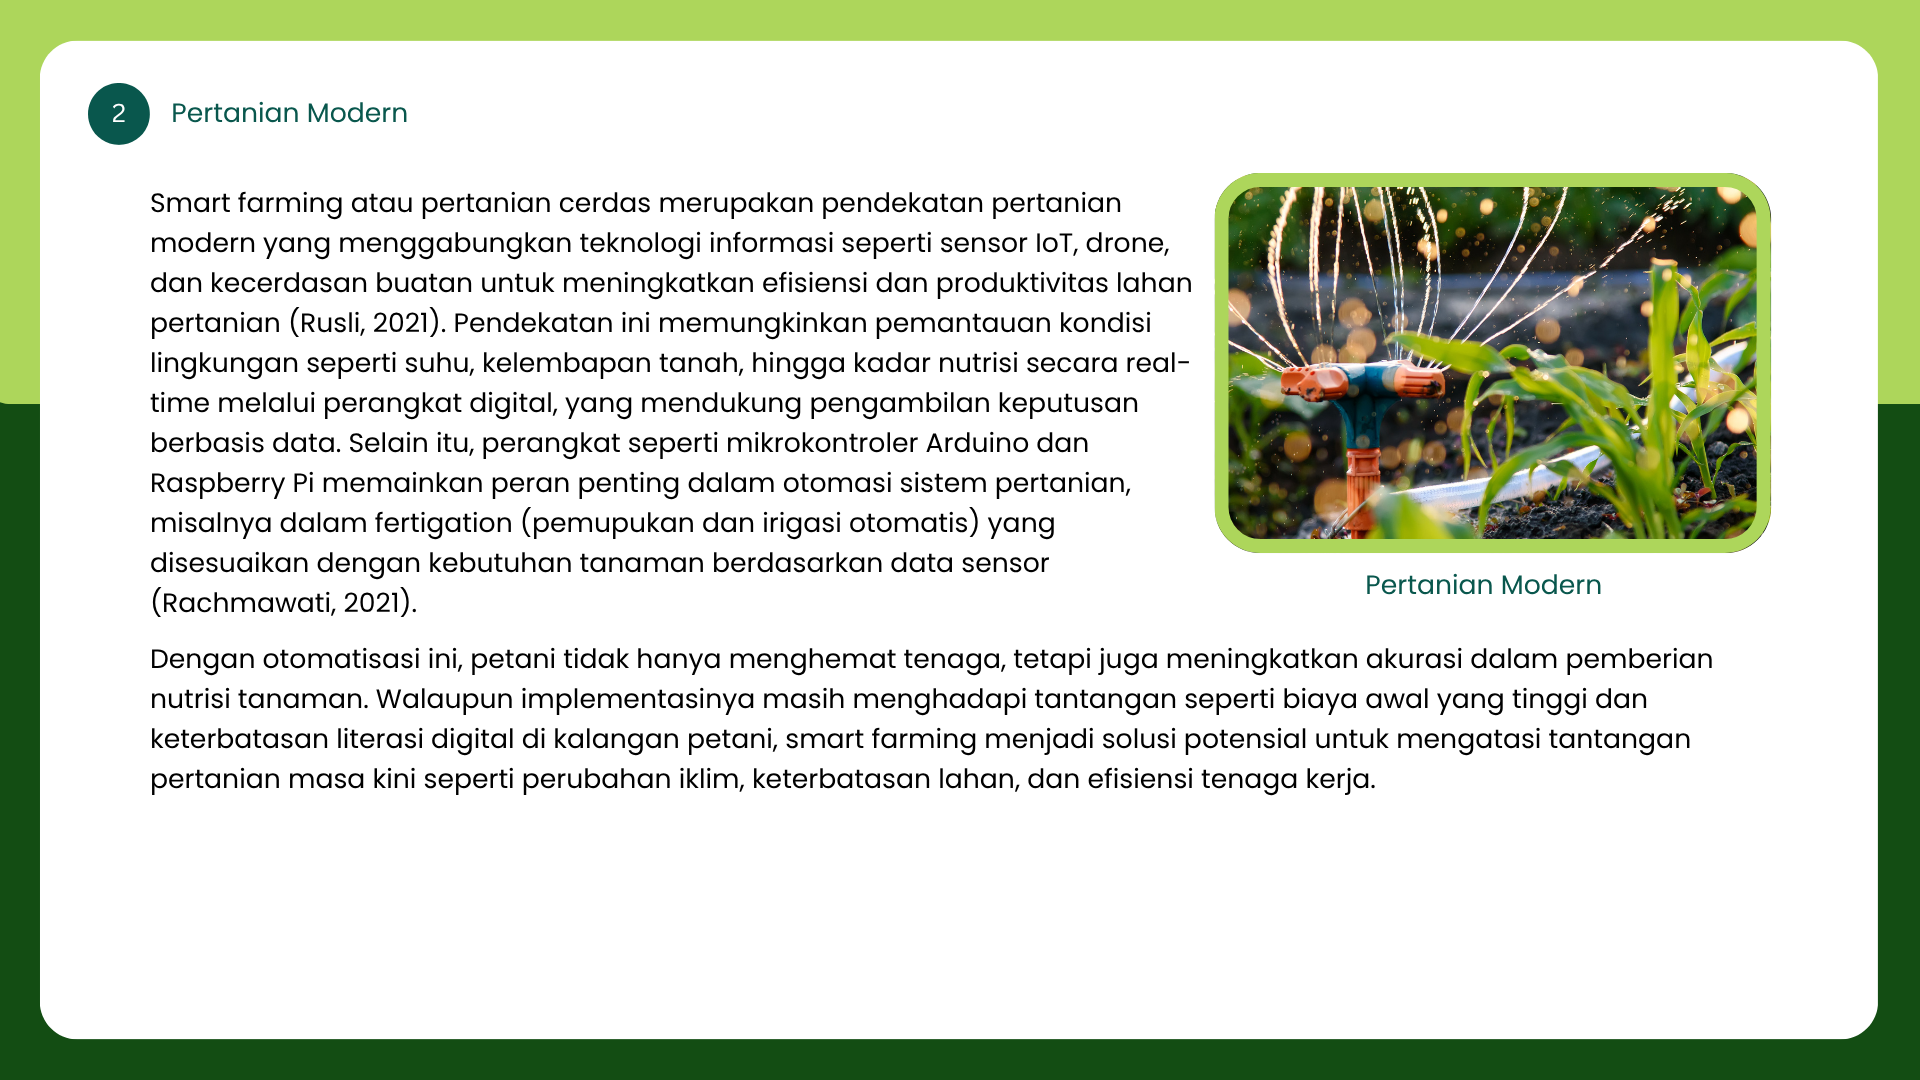 2
Pertanian Modern
Smart farming atau pertanian cerdas merupakan pendekatan pertanian
modern yang menggabungkan teknologi informasi seperti sensor IoT, drone,
dan kecerdasan buatan untuk meningkatkan efisiensi dan produktivitas lahan
pertanian (Rusli, 2021). Pendekatan ini memungkinkan pemantauan kondisi
lingkungan seperti suhu, kelembapan tanah, hingga kadar nutrisi secara real-
time melalui perangkat digital, yang mendukung pengambilan keputusan
berbasis data. Selain itu, perangkat seperti mikrokontroler Arduino dan
Raspberry Pi memainkan peran penting dalam otomasi sistem pertanian,
misalnya dalam fertigation (pemupukan dan irigasi otomatis) yang
disesuaikan dengan kebutuhan tanaman berdasarkan data sensor
(Rachmawati, 2021).
Pertanian Modern
Dengan otomatisasi ini, petani tidak hanya menghemat tenaga, tetapi juga meningkatkan akurasi dalam pemberian
nutrisi tanaman. Walaupun implementasinya masih menghadapi tantangan seperti biaya awal yang tinggi dan
keterbatasan literasi digital di kalangan petani, smart farming menjadi solusi potensial untuk mengatasi tantangan
pertanian masa kini seperti perubahan iklim, keterbatasan lahan, dan efisiensi tenaga kerja.